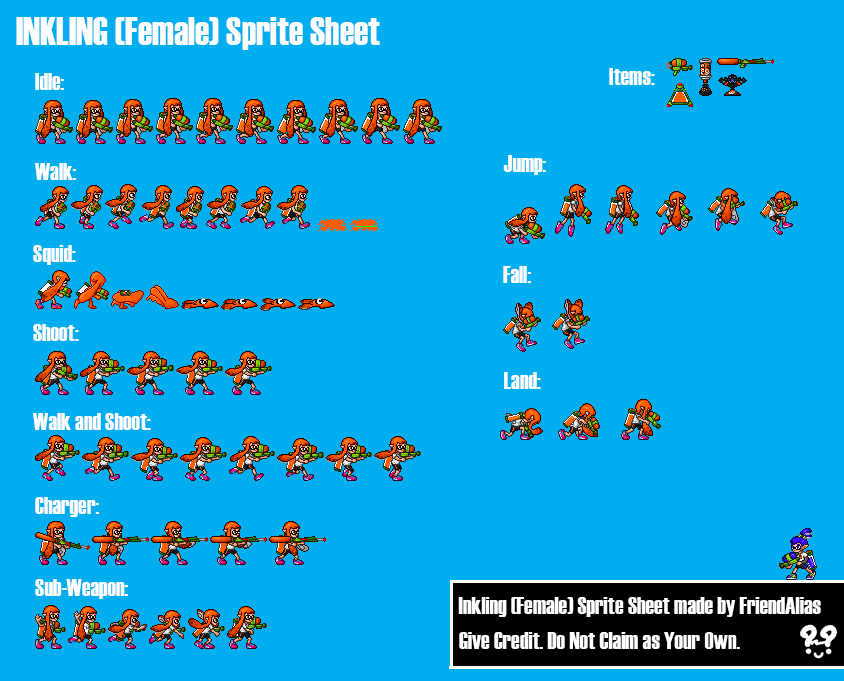 INKLING (Female) Sprite Sheet
Idle:
Items:
Walk:
Jump:
Squid:
Fall:
Shoot:
Land:
Walk and Shoot:
Charger:
Sub-Weapon:
Inkling (Female) Sprite Sheet made by FriendAlias
Give Credit. Do Not Claim as Your Own.